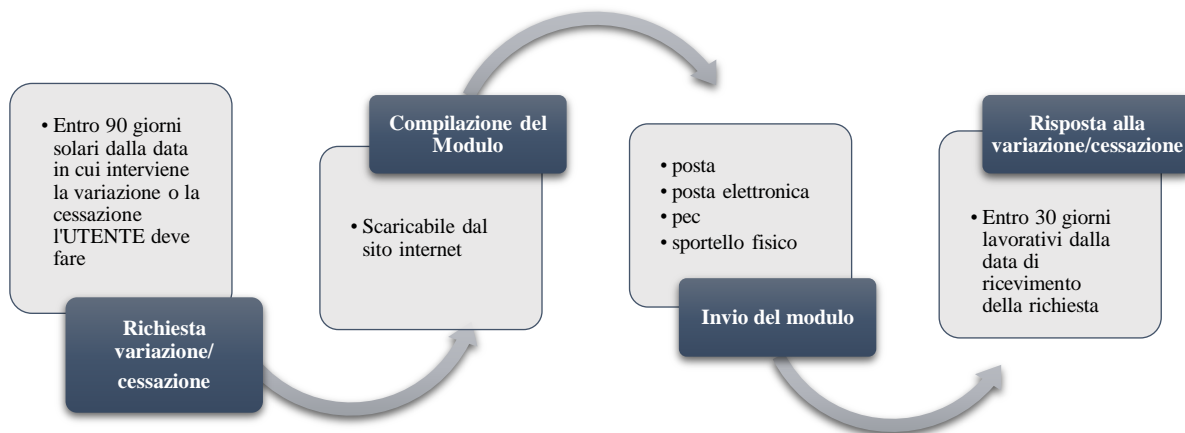 • Entro 90 giorni
solari dalla data
in cui interviene
la variazione o la
cessazione
l'UTENTE deve
fare
Richiesta
variazione/
cessazione
Compilazione del
Modulo
• Scaricabile dal
sito internet
• posta
• posta elettronica
• pec
• sportello fisico
Invio del modulo
Risposta alla
variazione/cessazione
• Entro 30 giorni
lavorativi dalla
data di
ricevimento
della richiesta